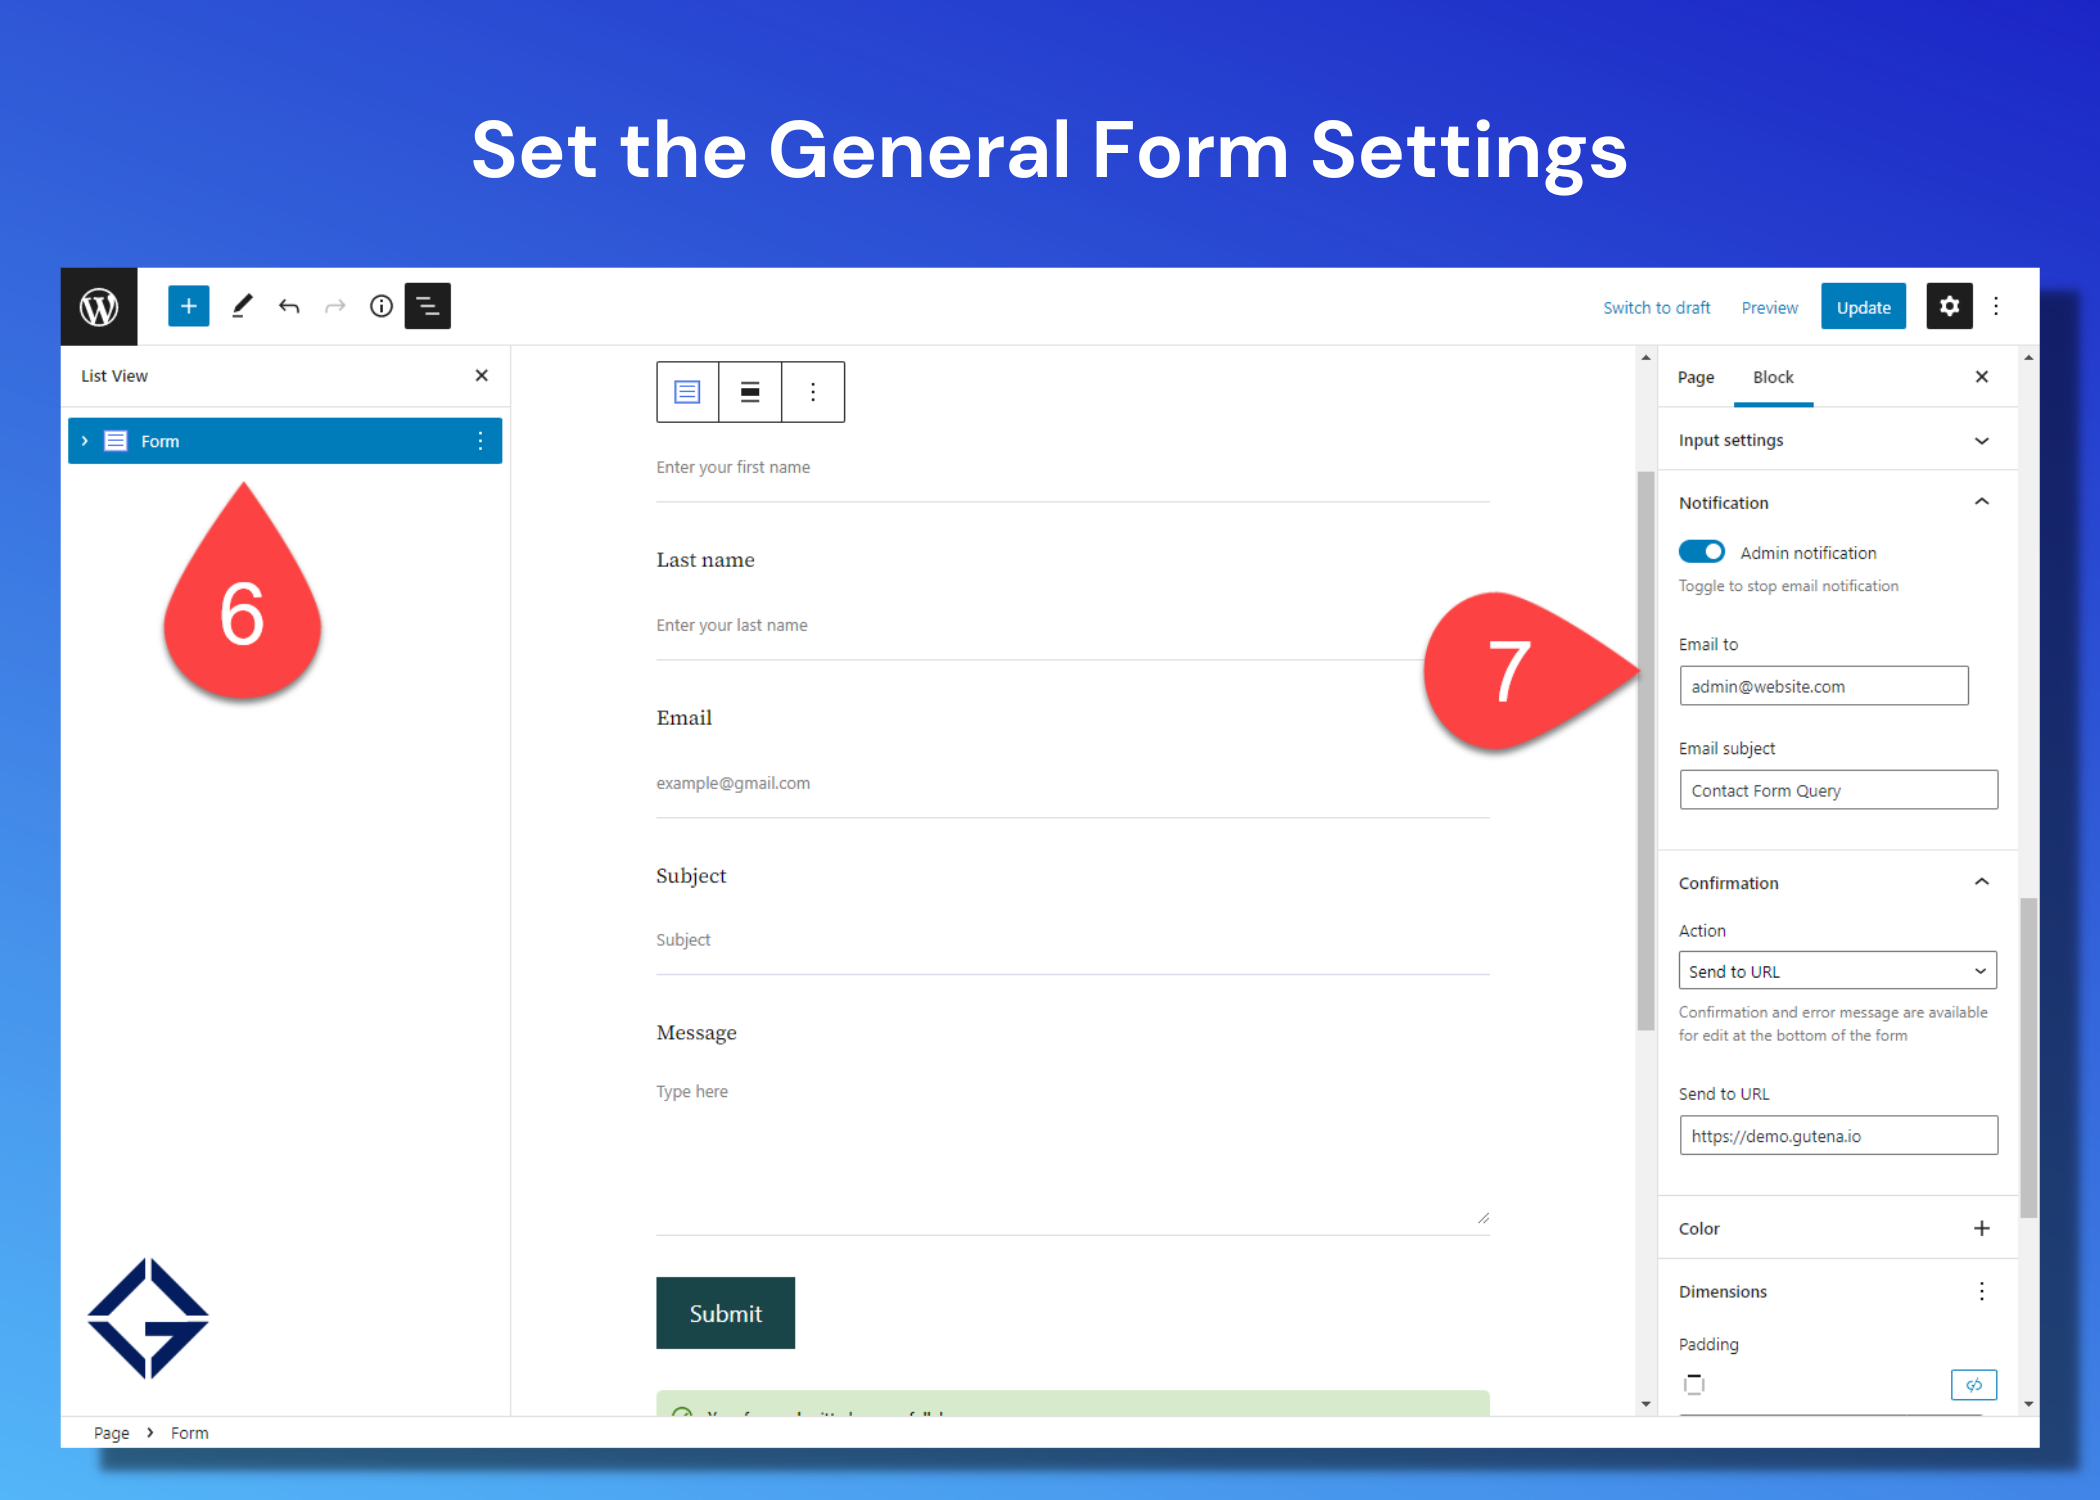 Set the General Form Settings
Switch to draft
Preview
Update
List View
Form
6
Enter your first name
Last name
Enter your last name
Email
example@gmail.com
Subject
Subject
Message
Type here
Submit
7
Page
Block
Input settings
Notification
Admin notification
Toggle to stop email notification
Email to
admin@website.com
Email subject
Contact Form Query
Confirmation
Action
Send to URL
Confirmation and error message are available
for edit at the bottom of the form
Send to URL
https://demo.gutena.io
Color
Dimensions
Padding
Page > Form